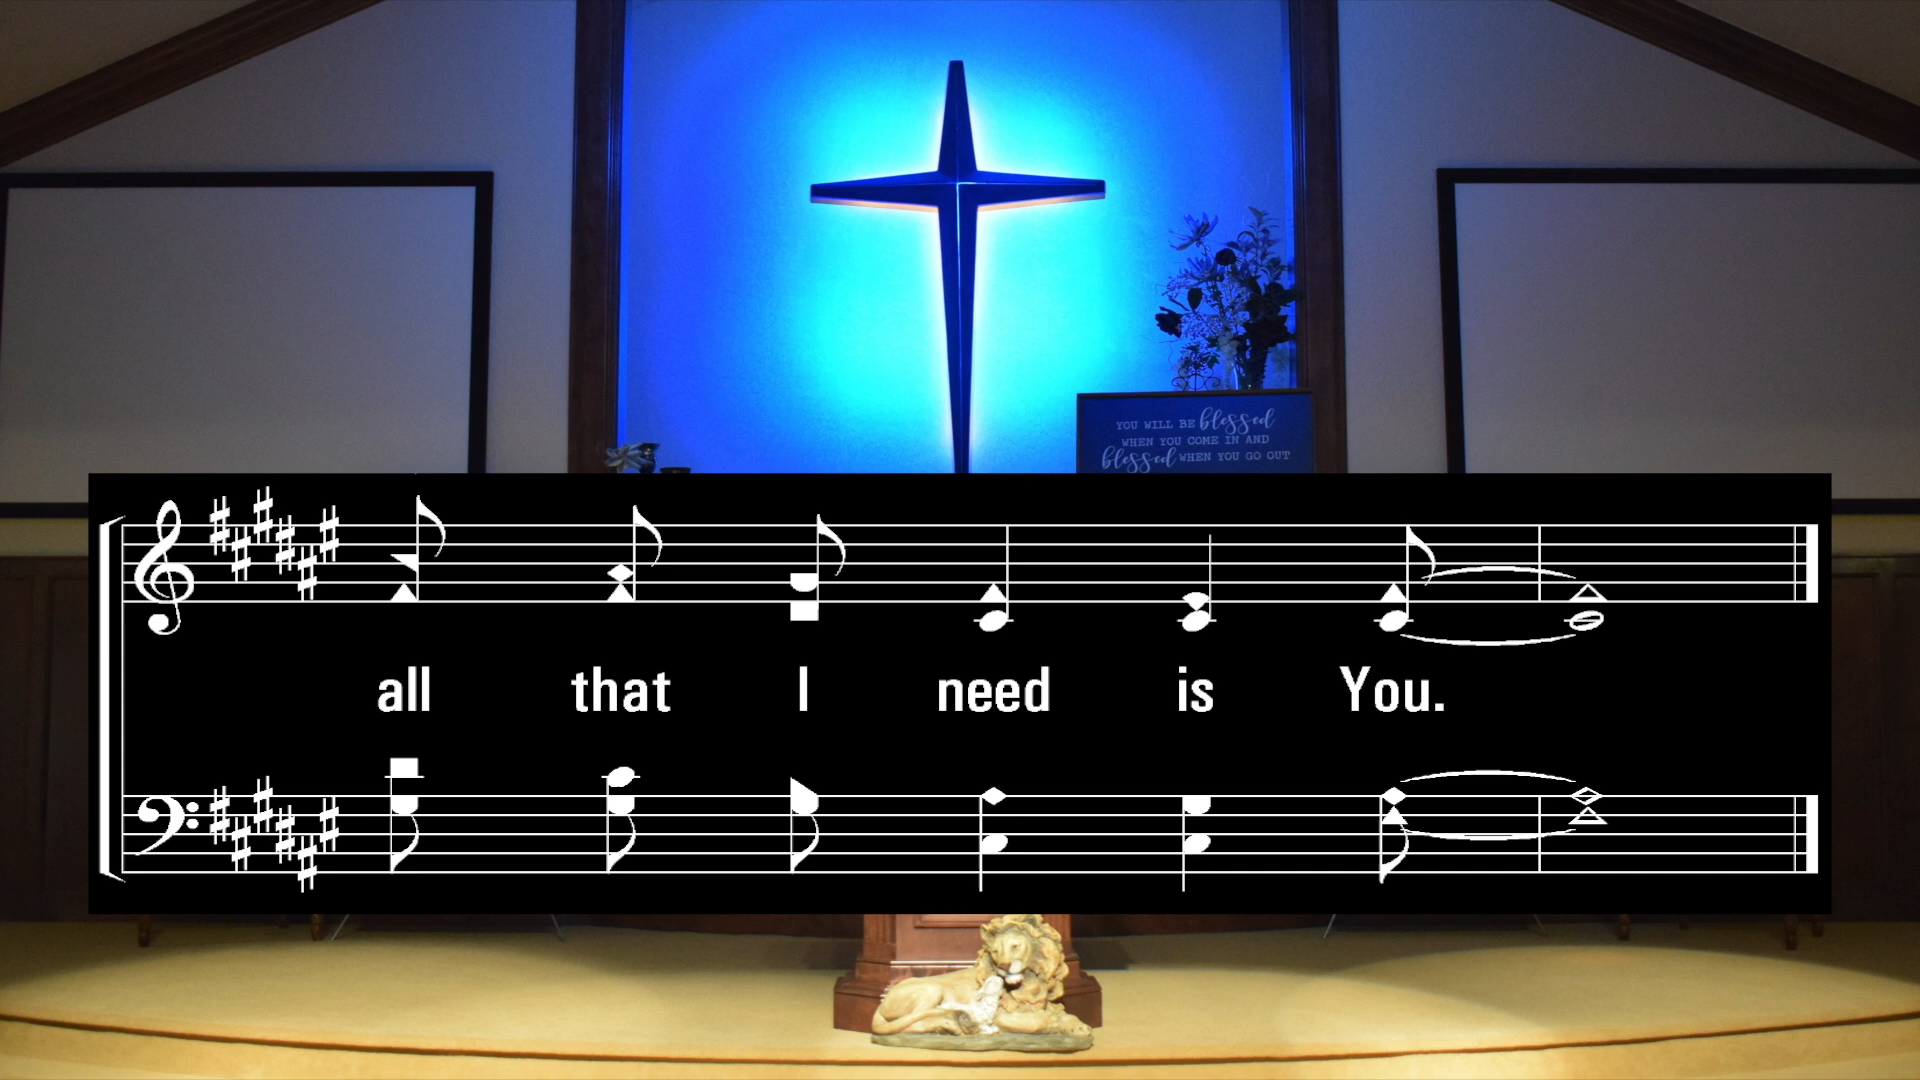 YOU WILL BE blessed
WHEN YOU COME IN AND
blessed WHEN YOU GO OUT
all that I need is You.